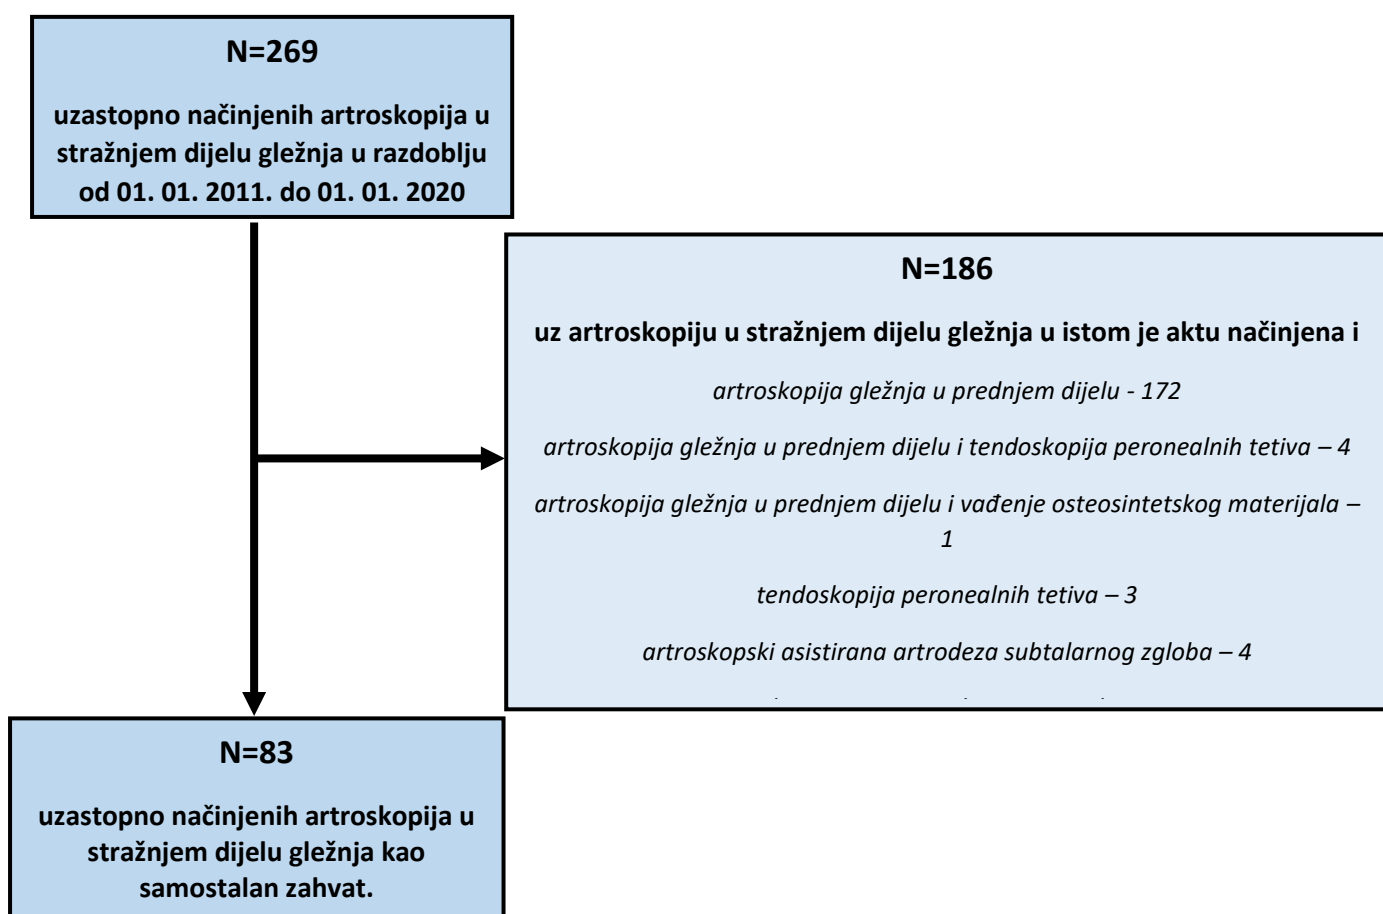 N=269
uzastopno načinjenih artroskopija u
stražnjem dijelu gležnja u razdoblju
od 01. 01. 2011. do 01. 01. 2020
N=186
uz artroskopiju u stražnjem dijelu gležnja u istom je aktu načinjena i
artroskopija gležnja u prednjem dijelu - 172
artroskopija gležnja u prednjem dijelu i tendoskopija peronealnih tetiva – 4
artroskopija gležnja u prednjem dijelu i vađenje osteosintetskog materijala –
1
tendoskopija peronealnih tetiva – 3
artroskopski asistirana artrodeza subtalarnog zgloba – 4
N=83
uzastopno načinjenih artroskopija u
stražnjem dijelu gležnja kao
samostalan zahvat.